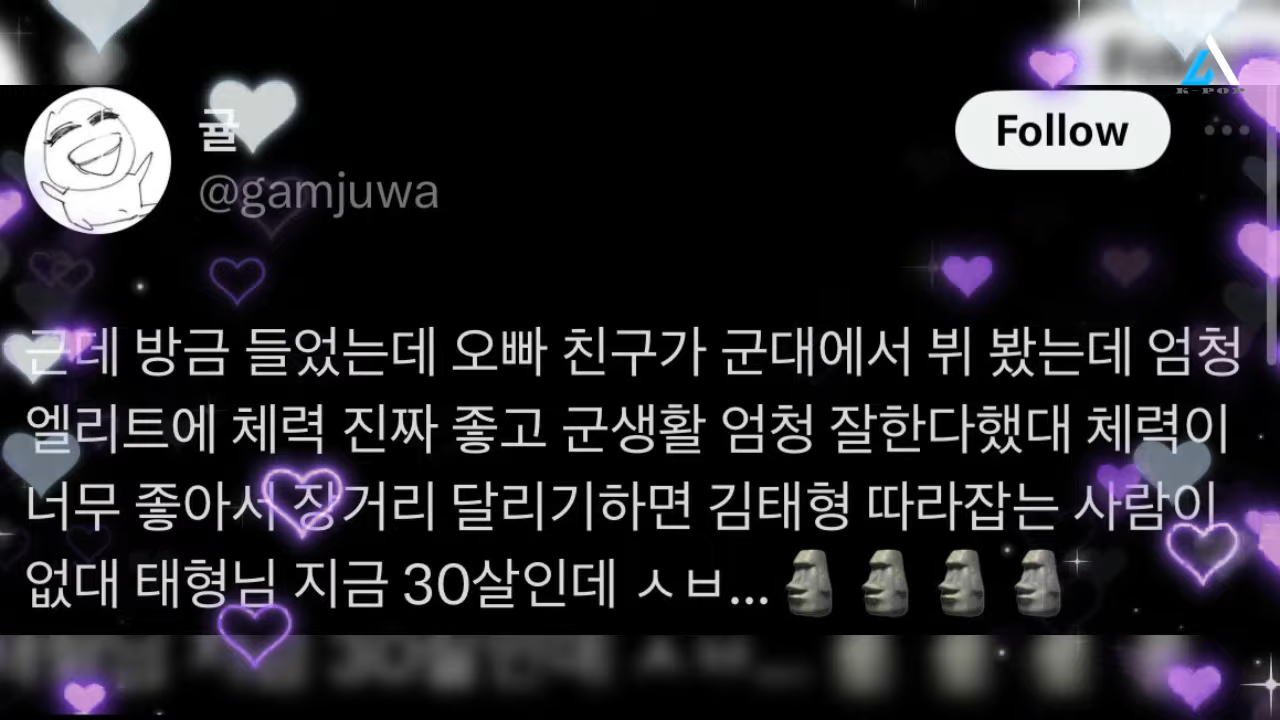 귤
@gamjuwa
Follow
K-POP
근데 방금 들었는데 오빠 친구가 군대에서 뷔 봤는데 엄청
엘리트에 체력 진짜 좋고 군생활 엄청 잘한다했대 체력이
너무 좋아서 장거리 달리기하면 김태형 따라잡는 사람이
없대 태형님 지금 30살인데 ㅅㅂ...🗿🗿🗿🗿